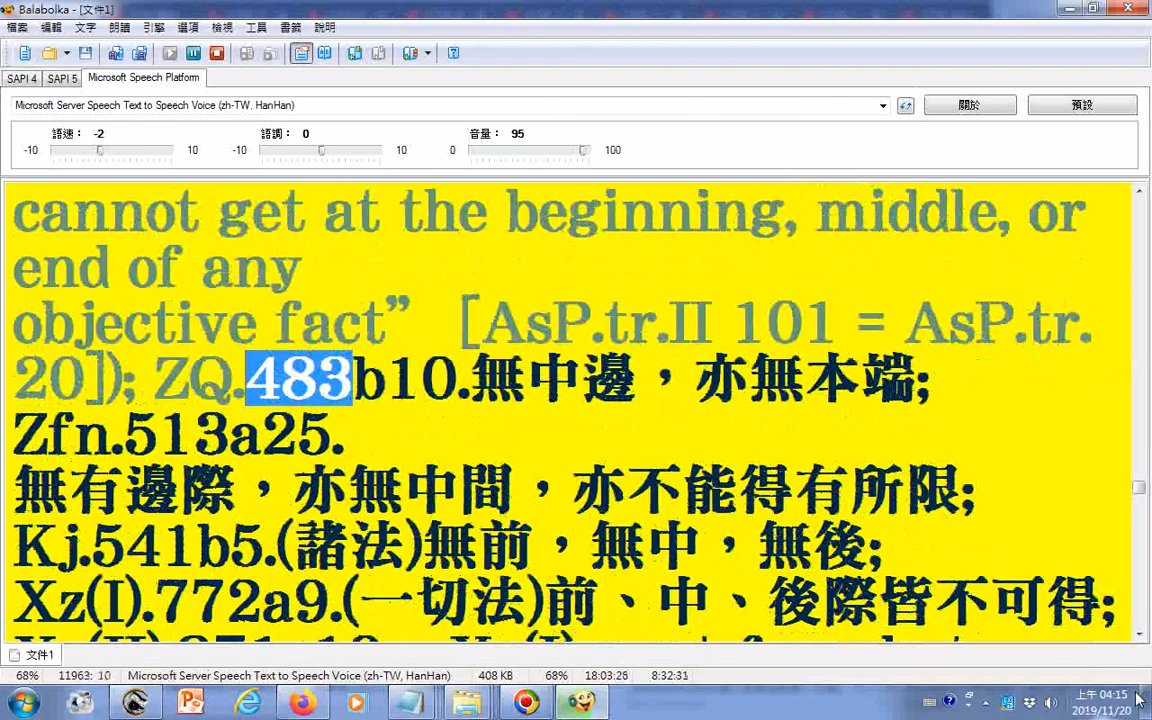 Balabolka - [文件1]
檔案 編輯 文字 朗讀 引擎 選項 檢視 工具 書籤 說明
SAPI 4 SAPI 5 Microsoft Speech Platform
Microsoft Server Speech Text to Speech Voice (zh-TW, HanHan) 關於 預設
語速： -2 語調： 0 音量： 95
-10 10 -10 10 0 100
cannot get at the beginning, middle, or
end of any
objective fact” [AsP.tr.II 101 = AsP.tr.
20]); ZQ.483b10.無中邊，亦無本端;
Zfn.513a25.
無有邊際，亦無中間，亦不能得有所限;
Kj.541b5.(諸法)無前，無中，無後;
Xz(I).772a9.(一切法)前、中、後際皆不可得;
文件1
68% 11963: 10 Microsoft Server Speech Text to Speech Voice (zh-TW, HanHan) 408 KB 68% 18:03:26 8:32:31
上午 04:15
2019/11/20